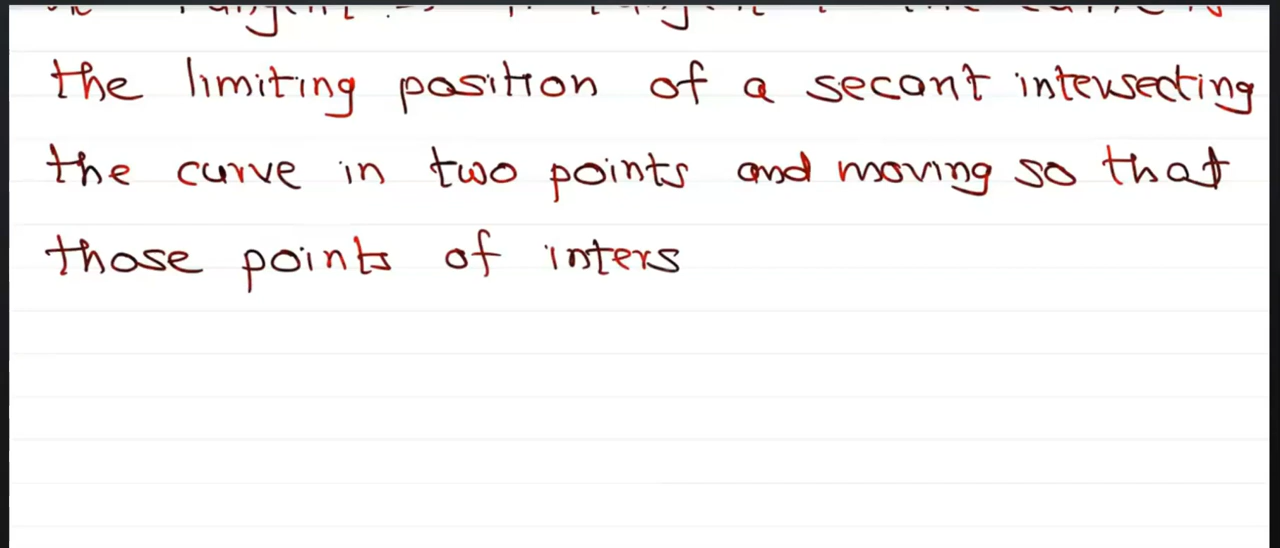 the limiting position of a secant intersecting
the curve in two points and moving so that
those points of inters